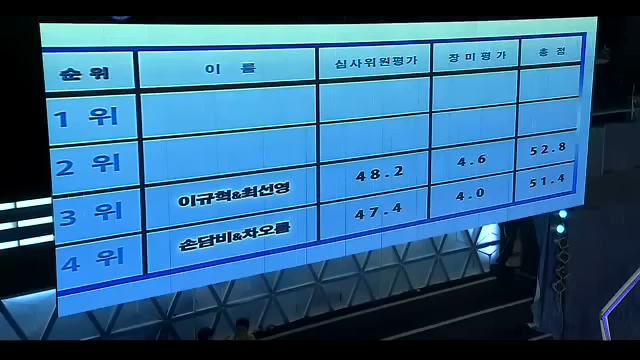 순위 이름 심사위원평가 장미평가 총점
1위
2위
3위 이규혁&최선영 48.2 4.6 52.8
4위 손담비&차오름 47.4 4.0 51.4